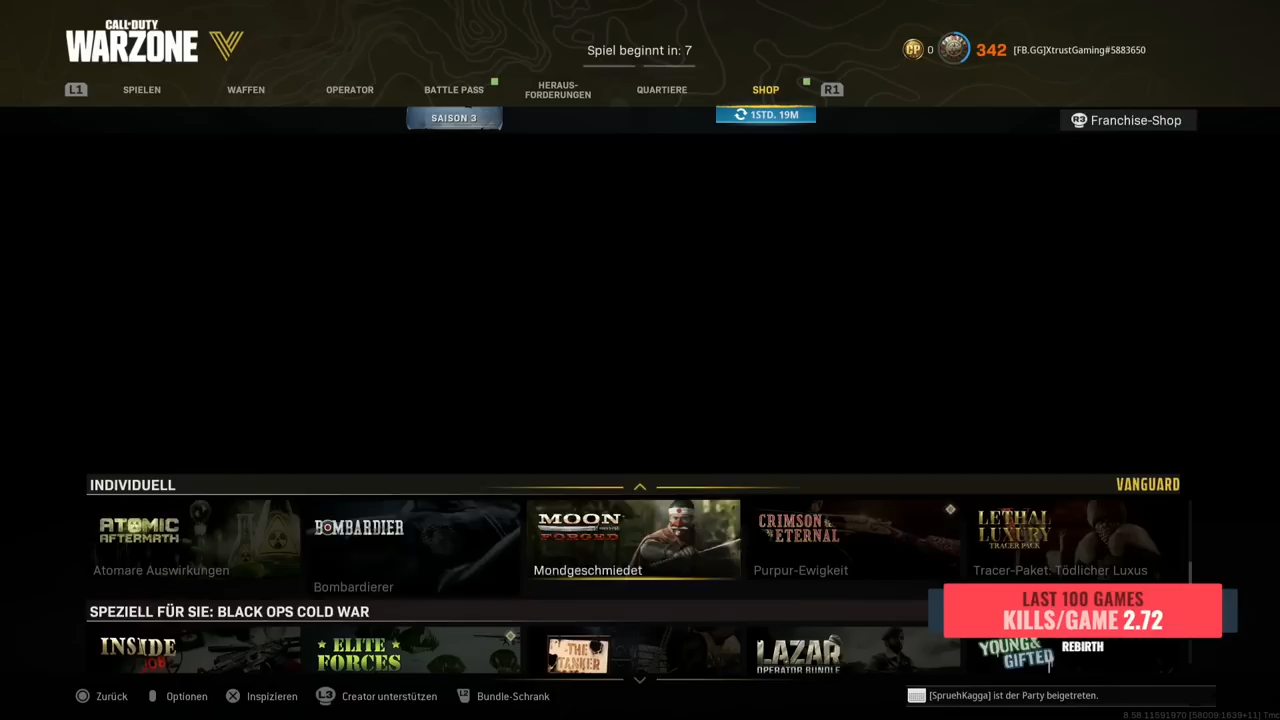 CALL OF DUTY
WARZONE
Spiel beginnt in: 7
CP 0
342
[FB.GG]XtrustGaming#5883650
L1
SPIELEN
WAFFEN
OPERATOR
BATTLE PASS
HERAUS-
FORDERUNGEN
QUARTIERE
SHOP
R1
SAISON 3
1STD. 19M
R3 Franchise-Shop
INDIVIDUELL
VANGUARD
ATOMIC
AFTERMATH
Atomare Auswirkungen
BOMBARDIER
Bombardierer
MOON
FORGED
Mondgeschmiedet
CRIMSON &
ETERNAL
Purpur-Ewigkeit
LETHAL
LUXURY
TRACER PACK
Tracer-Paket: Tödlicher Luxus
SPEZIELL FÜR SIE: BLACK OPS COLD WAR
LAST 100 GAMES
KILLS/GAME 2.72
INSIDE
JOB
ELITE
FORCES
THE
TANKER
LAZAR
OPERATOR BUNDLE
YOUNG &
GIFTED
REBIRTH
Zurück
Optionen
Inspizieren
L3 Creator unterstützen
L2 Bundle-Schrank
[SpruehKagga] ist der Party beigetreten.